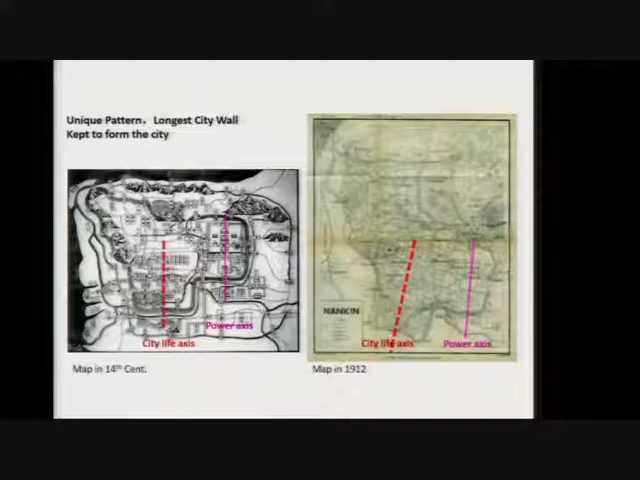 Unique Pattern，Longest City Wall
Kept to form the city
Power axis
City life axis
Map in 14th Cent.
NANKIN
City life axis
Power axis
Map in 1912